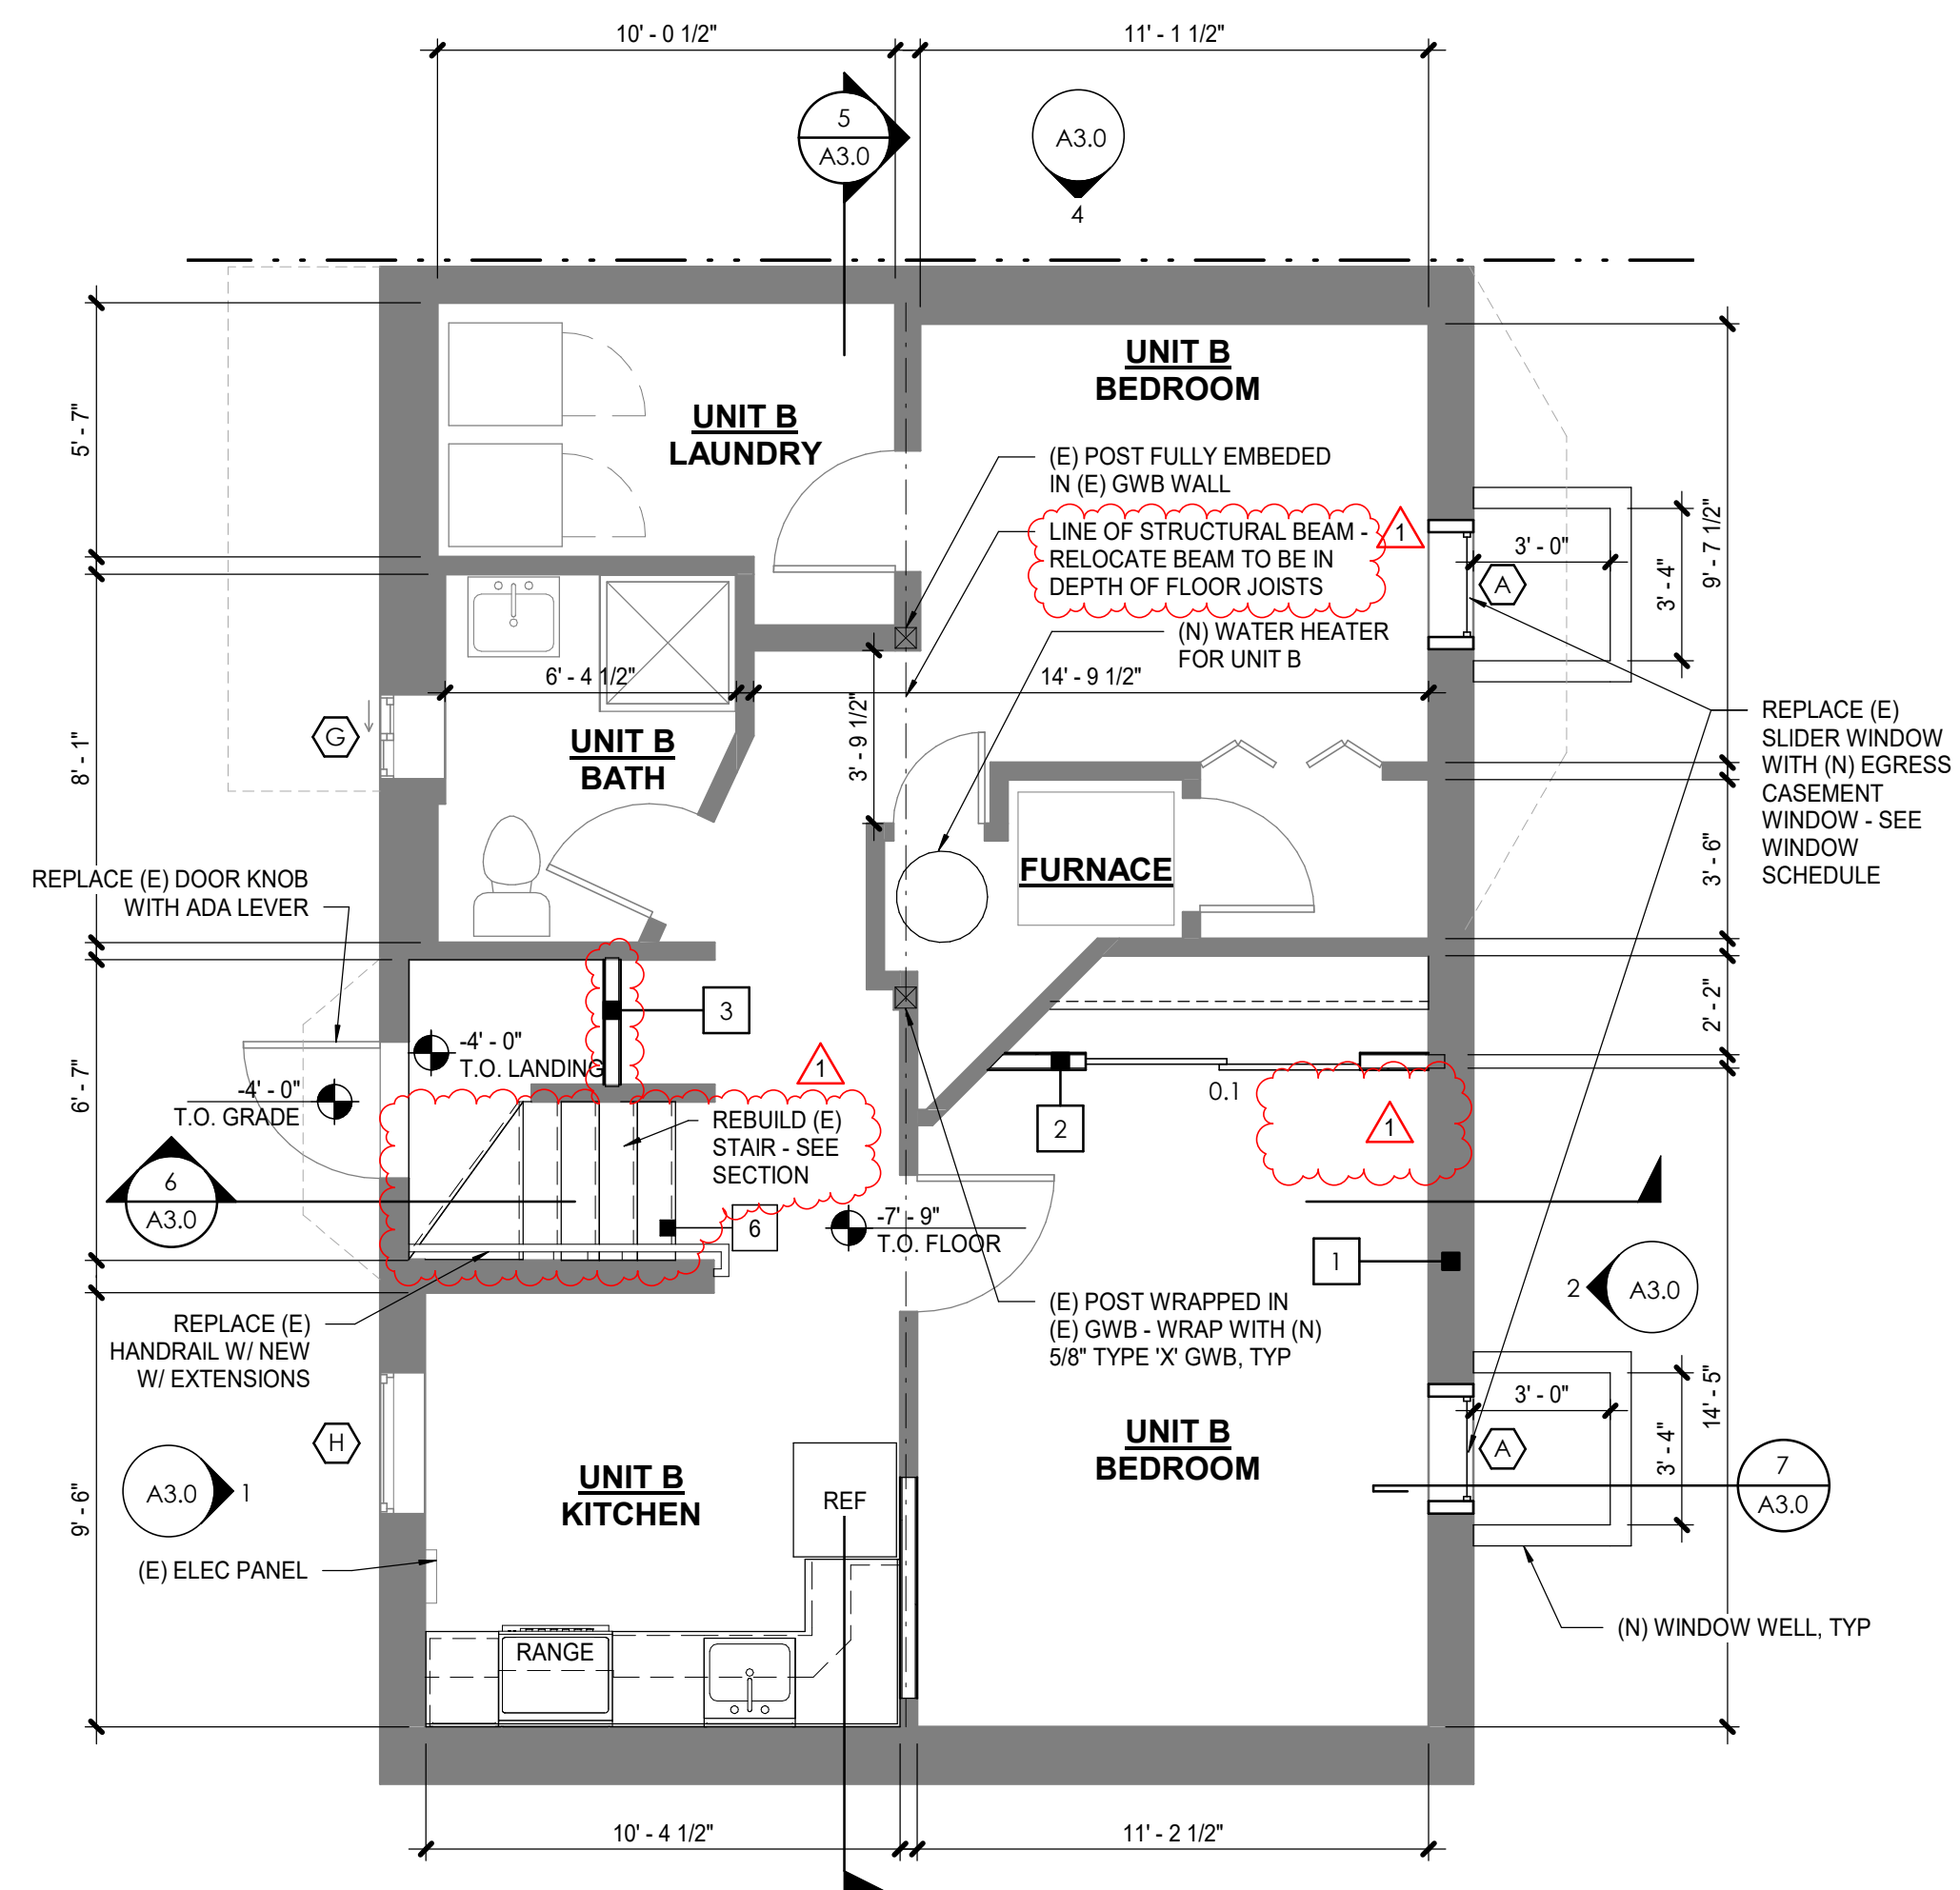 10' - 0 1/2"
11' - 1 1/2"
5
A3.0
A3.0
4
5' - 7"
UNIT B
LAUNDRY
UNIT B
BEDROOM
(E) POST FULLY EMBEDED
IN (E) GWB WALL
LINE OF STRUCTURAL BEAM -
RELOCATE BEAM TO BE IN
DEPTH OF FLOOR JOISTS
1
(N) WATER HEATER
FOR UNIT B
3' - 0"
A
3' - 4"
9' - 7 1/2"
6' - 4 1/2"
14' - 9 1/2"
3' - 9 1/2"
8' - 1"
G
UNIT B
BATH
REPLACE (E)
SLIDER WINDOW
WITH (N) EGRESS
CASEMENT
WINDOW - SEE
WINDOW
SCHEDULE
FURNACE
3' - 6"
REPLACE (E) DOOR KNOB
WITH ADA LEVER
2' - 2"
3
-4' - 0"
T.O. LANDING
1
-4' - 0"
T.O. GRADE
6' - 7"
REBUILD (E)
STAIR - SEE
SECTION
2
0.1
1
6
A3.0
6
-7' - 9"
T.O. FLOOR
1
2
A3.0
REPLACE (E)
HANDRAIL W/ NEW
W/ EXTENSIONS
(E) POST WRAPPED IN
(E) GWB - WRAP WITH (N)
5/8" TYPE 'X' GWB, TYP
3' - 0"
A
3' - 4"
14' - 5"
H
A3.0
1
9' - 6"
UNIT B
KITCHEN
REF
UNIT B
BEDROOM
7
A3.0
(E) ELEC PANEL
RANGE
(N) WINDOW WELL, TYP
10' - 4 1/2"
11' - 2 1/2"